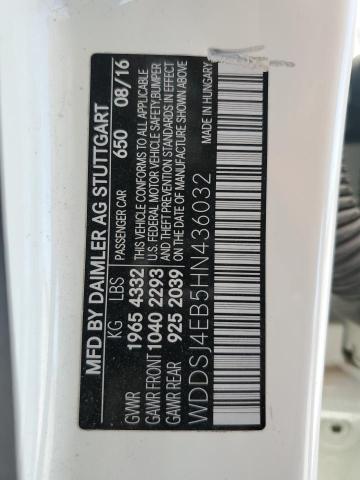 MFD BY DAIMLER AG STUTTGART
KG LBS PASSENGER CAR 650 08/16
GVWR 1965 4332 THIS VEHICLE CONFORMS TO ALL APPLICABLE
GAWR FRONT 1040 2293 U.S. FEDERAL MOTOR VEHICLE SAFETY, BUMPER
GAWR REAR 925 2039 AND THEFT PREVENTION STANDARDS IN EFFECT
ON THE DATE OF MANUFACTURE SHOWN ABOVE
WDDSJ4EB5HN436032
MADE IN HUNGARY